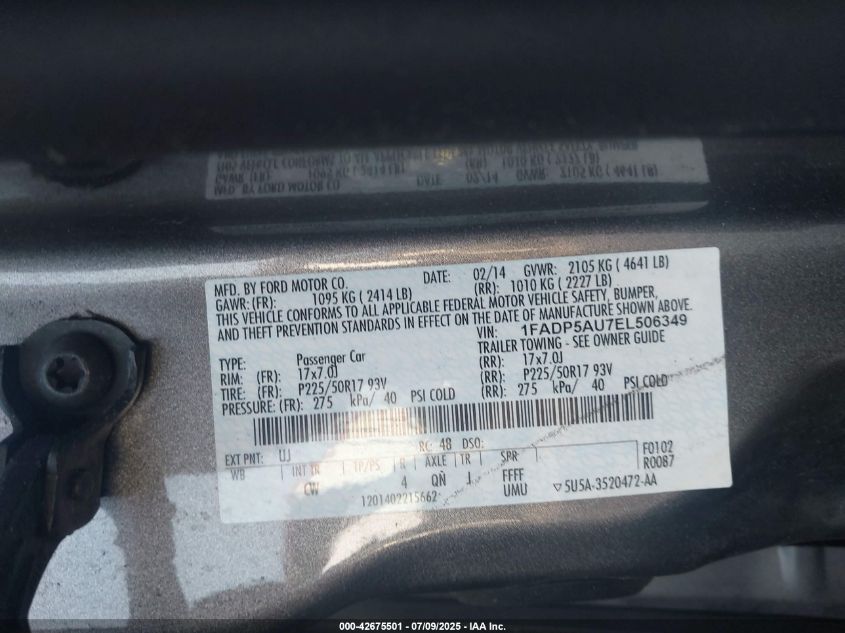 MFD. BY FORD MOTOR CO. DATE: 02/14 GVWR: 2105 KG ( 4641 LB)
GAWR: (FR): 1095 KG ( 2414 LB) (RR): 1010 KG ( 2227 LB)
THIS VEHICLE CONFORMS TO ALL APPLICABLE FEDERAL MOTOR VEHICLE SAFETY, BUMPER,
AND THEFT PREVENTION STANDARDS IN EFFECT ON THE DATE OF MANUFACTURE SHOWN ABOVE.
VIN: 1FADP5AU7EL506349
TYPE: Passenger Car TRAILER TOWING - SEE OWNER GUIDE
RIM: (FR): 17x7.0J (RR): 17x7.0J
TIRE: (FR): P225/50R17 93V (RR): P225/50R17 93V
PRESSURE: (FR): 275 kPa/ 40 PSI COLD (RR): 275 kPa/ 40 PSI COLD
EXT PNT: UJ RC: 48 DSO: F0102
WB INT TR TP/PS R AXLE TR SPR R0087
CW 4 QÑ J FFFF
UMU
1201402215662 ▽5U5A-3520472-AA
000-42675501 | 07/09/2025 - IAA Inc.